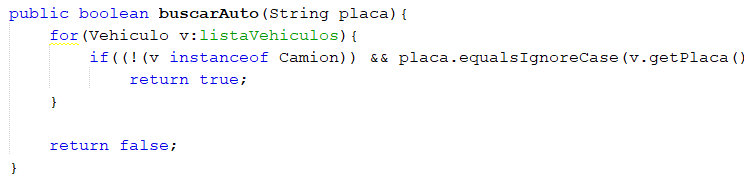 public boolean buscarAuto(String placa){
for(Vehiculo v:listaVehiculos){
if((!(v instanceof Camion)) && placa.equalsIgnoreCase(v.getPlaca()
return true;
}
return false;
}